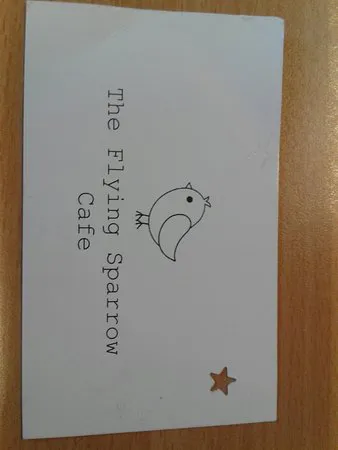 The Flying Sparrow
Cafe